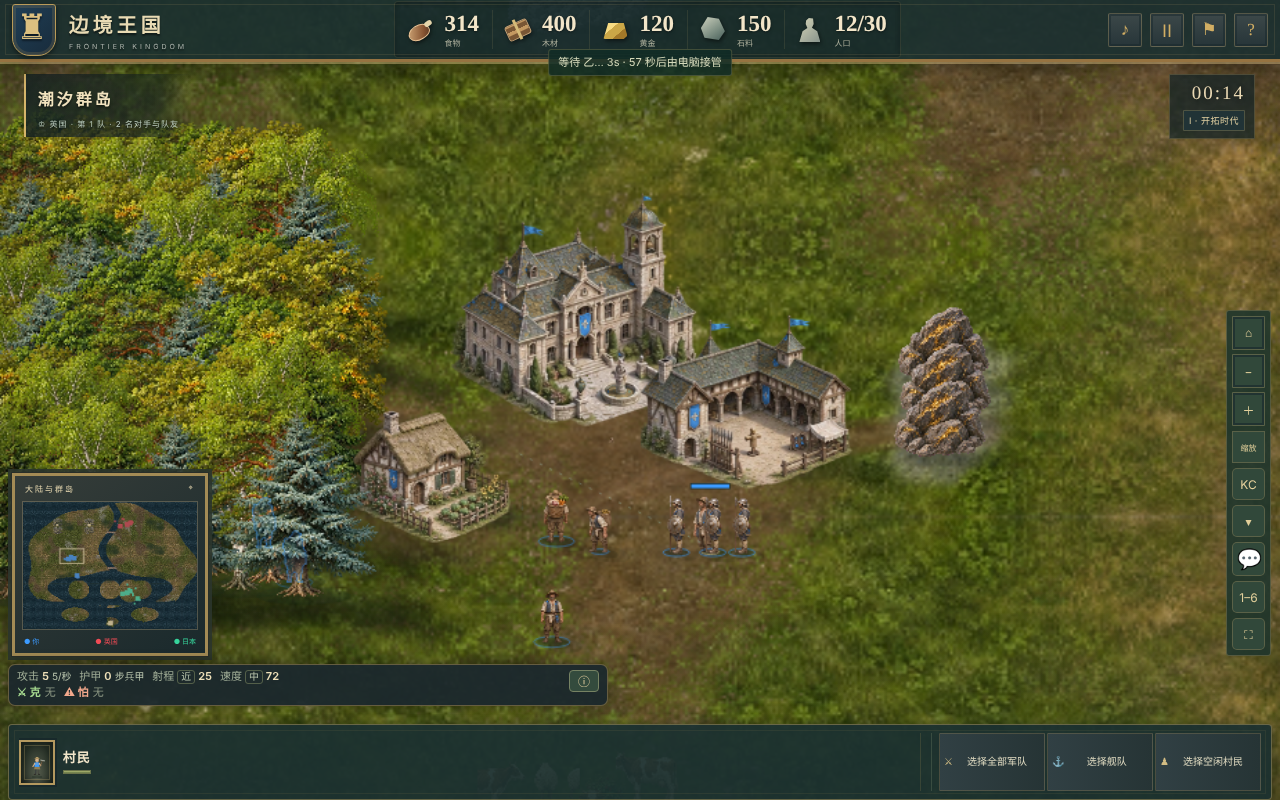 边境王国
FRONTIER KINGDOM
314
食物
400
木材
120
黄金
150
石料
12/30
人口
等待 乙... 3s · 57 秒后由电脑接管
潮汐群岛
英国 · 第 1 队 · 2 名对手与队友
00:14
I · 开拓时代
缩放
KC
1–6
大陆与群岛
你
英国
日本
攻击 5 5/秒 护甲 0 步兵甲 射程 近 25 速度 中 72
克 无 怕 无
村民
选择全部军队
选择舰队
选择空闲村民